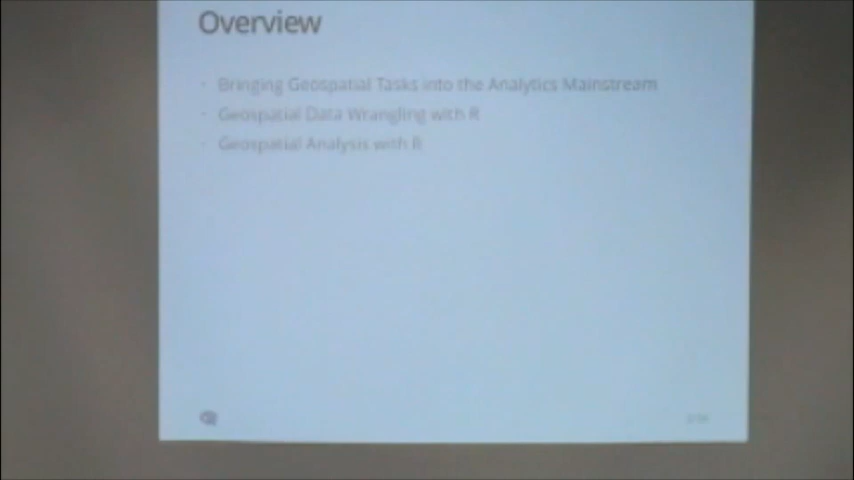 Overview
· Bringing Geospatial Tasks into the Analytics Mainstream
· Geospatial Data Wrangling with R
· Geospatial Analysis with R